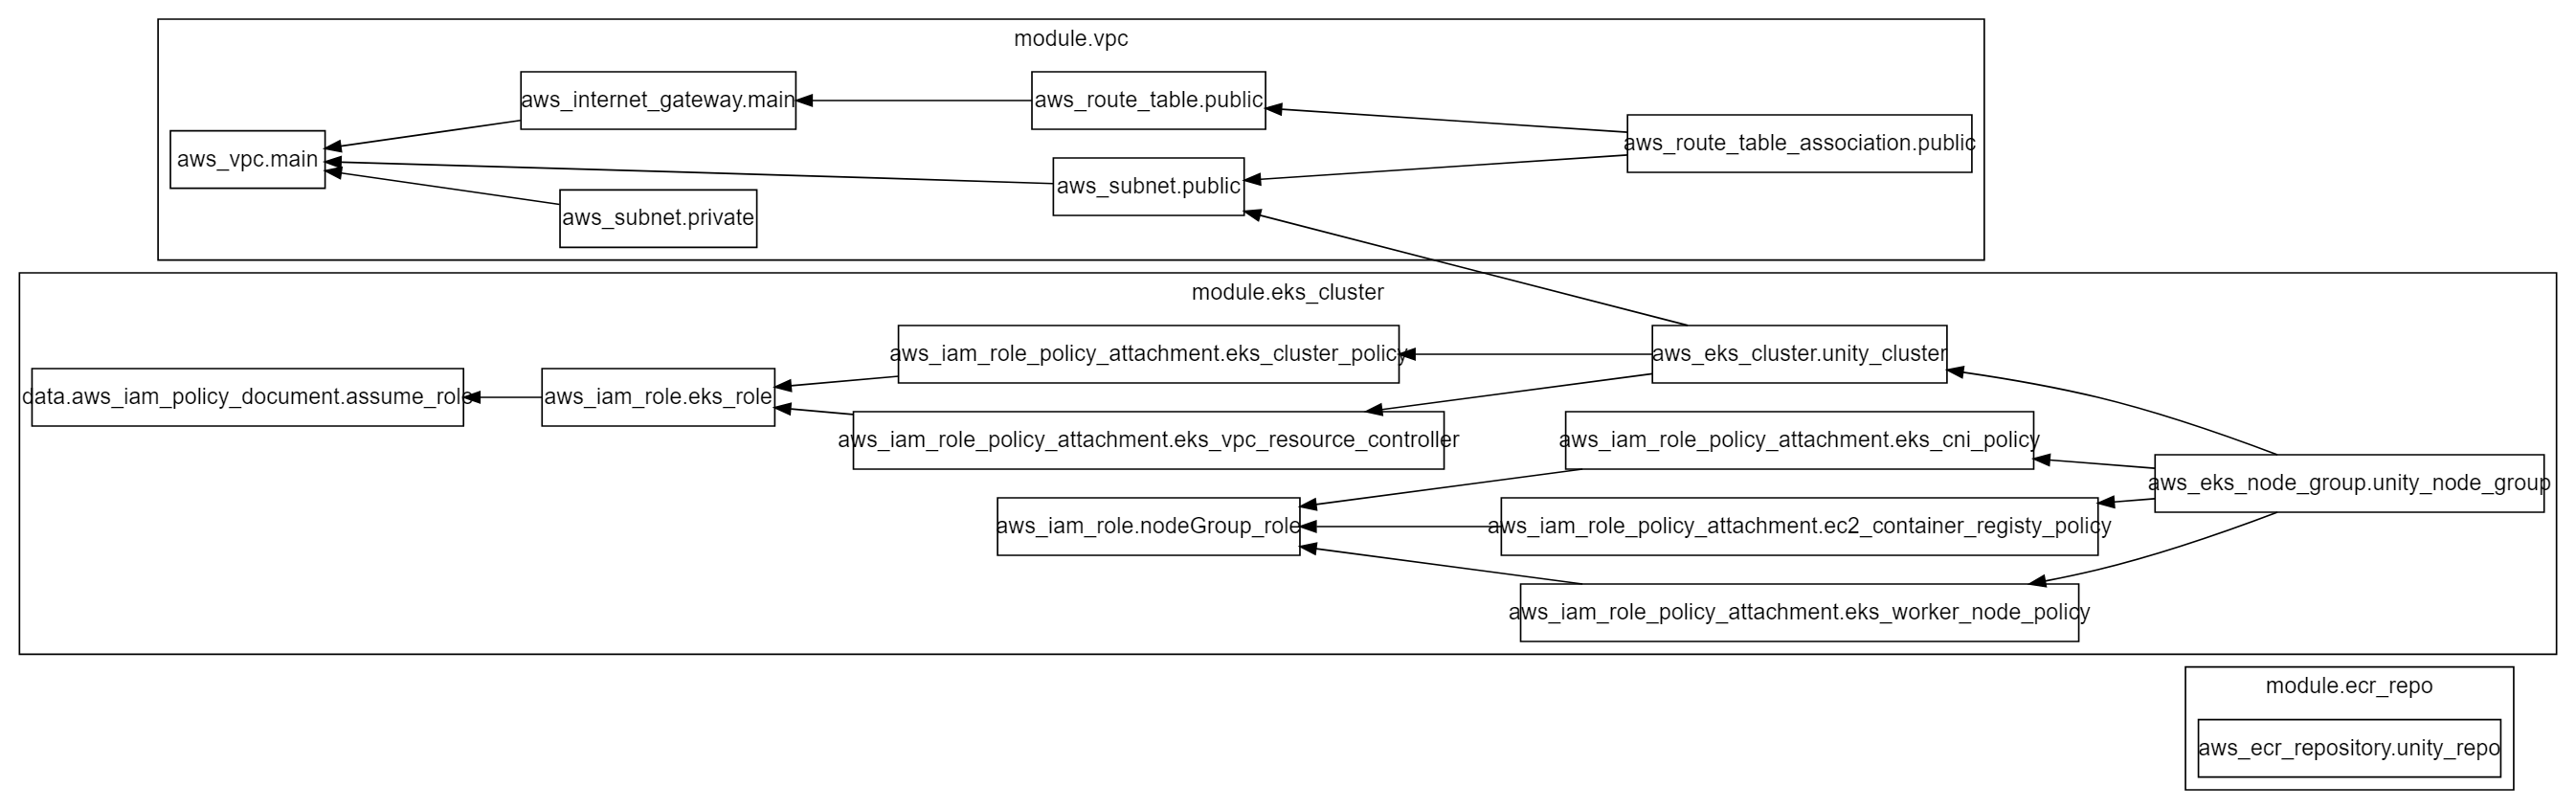 module.vpc
aws_internet_gateway.main
aws_route_table.public
aws_route_table_association.public
aws_vpc.main
aws_subnet.public
aws_subnet.private
module.eks_cluster
aws_iam_role_policy_attachment.eks_cluster_policy
aws_eks_cluster.unity_cluster
data.aws_iam_policy_document.assume_role
aws_iam_role.eks_role
aws_iam_role_policy_attachment.eks_vpc_resource_controller
aws_iam_role_policy_attachment.eks_cni_policy
aws_eks_node_group.unity_node_group
aws_iam_role.nodeGroup_role
aws_iam_role_policy_attachment.ec2_container_registy_policy
aws_iam_role_policy_attachment.eks_worker_node_policy
module.ecr_repo
aws_ecr_repository.unity_repo